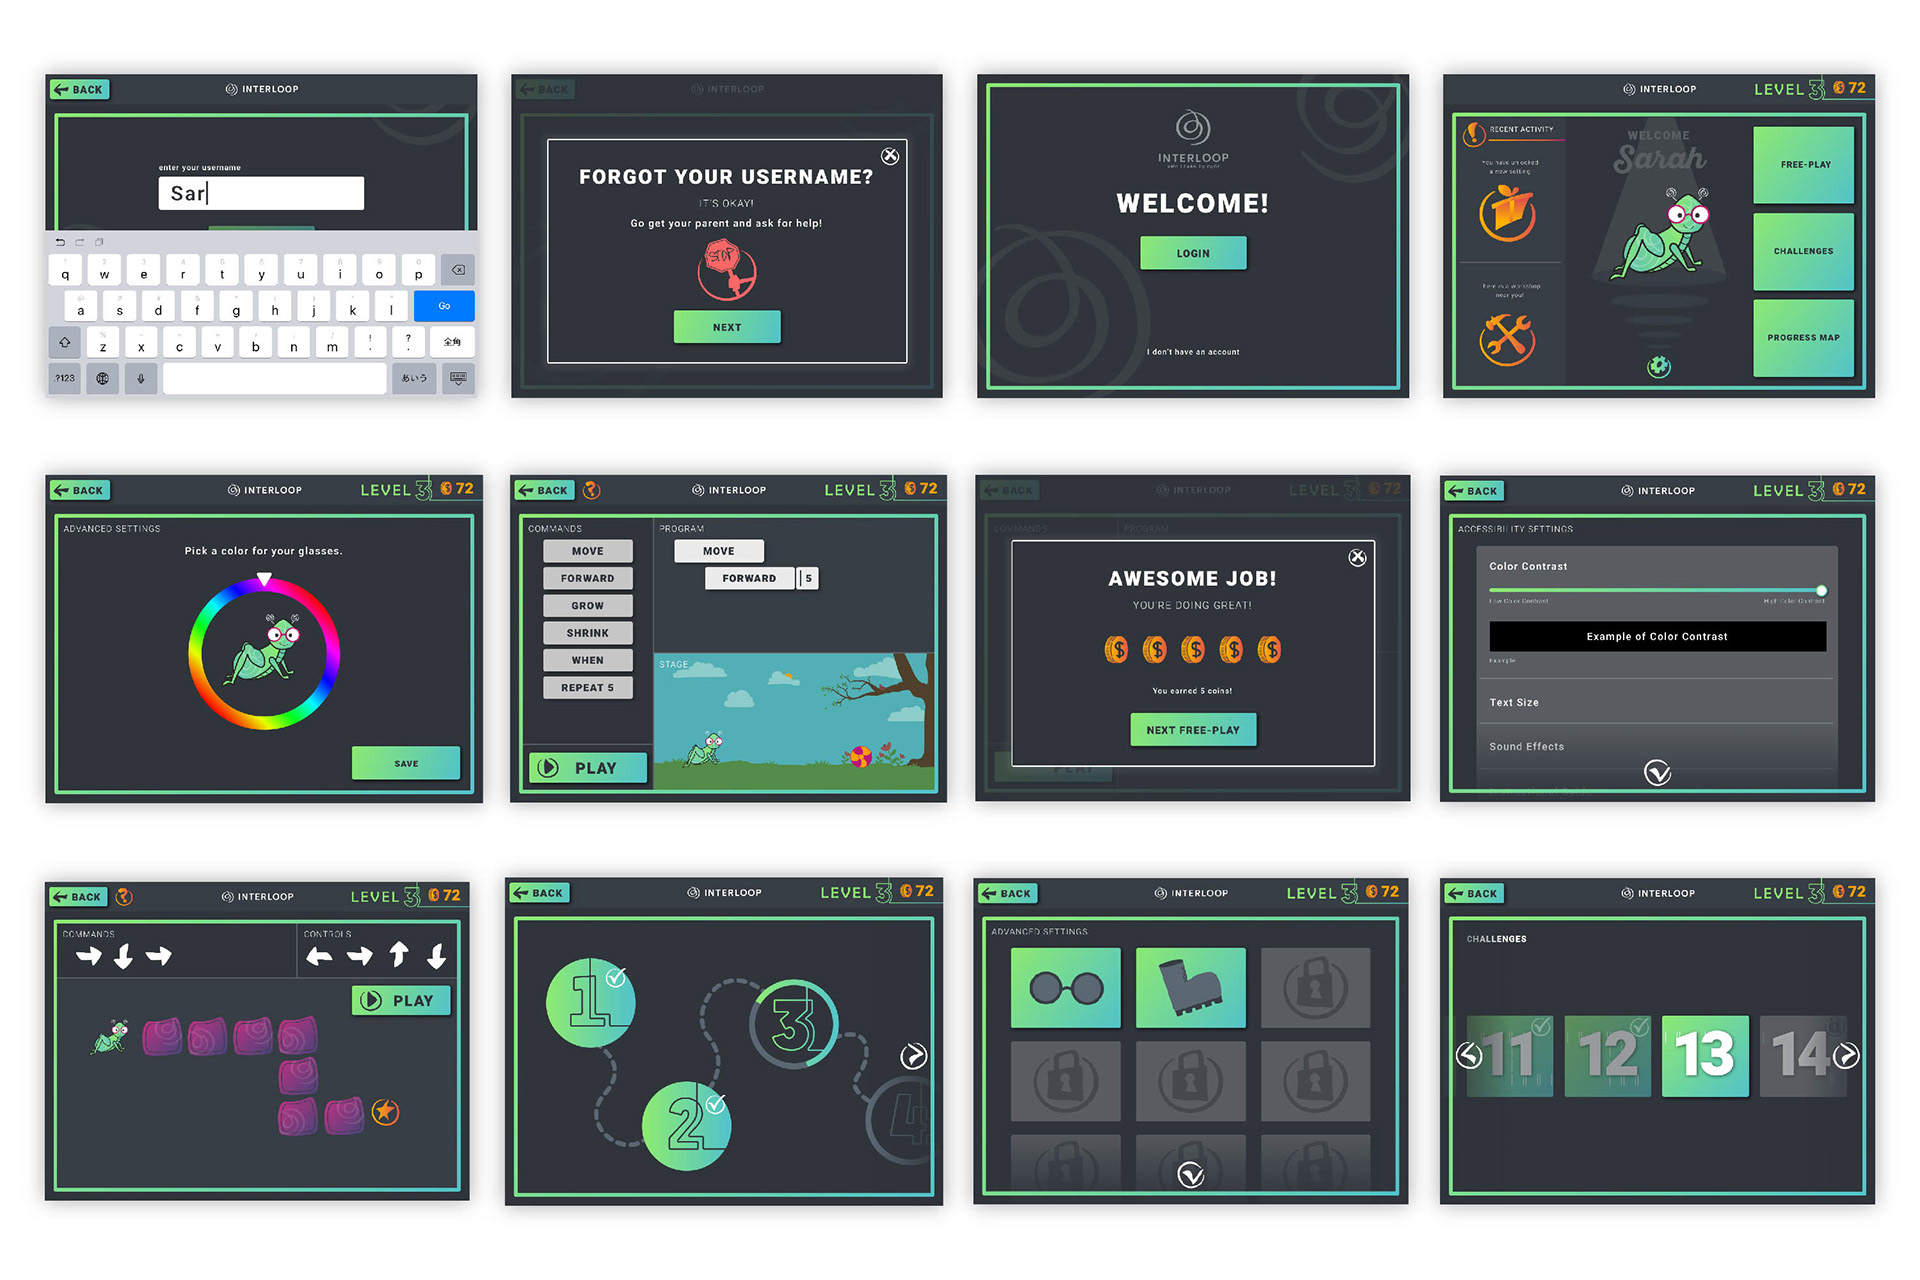 BACK
INTERLOOP
enter your username
Sar
q w e r t y u i o p
a s d f g h j k l Go
z x c v b n m ! , ? . 全角
.?123 あいう
BACK
INTERLOOP
FORGOT YOUR USERNAME?
IT'S OKAY!
Go get your parent and ask for help!
STOP
NEXT
INTERLOOP
WELCOME!
LOGIN
I don't have an account
INTERLOOP
LEVEL 3 72
RECENT ACTIVITY
You have unlocked
a new setting
There is a workshop
near you!
WELCOME
Sarah
FREE-PLAY
CHALLENGES
PROGRESS MAP
BACK
INTERLOOP
LEVEL 3 72
ADVANCED SETTINGS
Pick a color for your glasses.
SAVE
BACK
?
INTERLOOP
LEVEL 3 72
COMMANDS
MOVE
FORWARD
GROW
SHRINK
WHEN
REPEAT 5
PLAY
PROGRAM
MOVE
FORWARD 5
STAGE
BACK
INTERLOOP
LEVEL 3 72
COMMANDS
PROGRAM
AWESOME JOB!
YOU'RE DOING GREAT!
$ $ $ $ $
You earned 5 coins!
NEXT FREE-PLAY
PLAY
BACK
INTERLOOP
LEVEL 3 72
ACCESSIBILITY SETTINGS
Color Contrast
Low Color Contrast High Color Contrast
Example of Color Contrast
Example
Text Size
Sound Effects
BACK
?
INTERLOOP
LEVEL 3 72
COMMANDS
CONTROLS
PLAY
BACK
INTERLOOP
LEVEL 3 72
1
2
3
4
BACK
INTERLOOP
LEVEL 3 72
ADVANCED SETTINGS
BACK
INTERLOOP
LEVEL 3 72
CHALLENGES
11 12 13 14